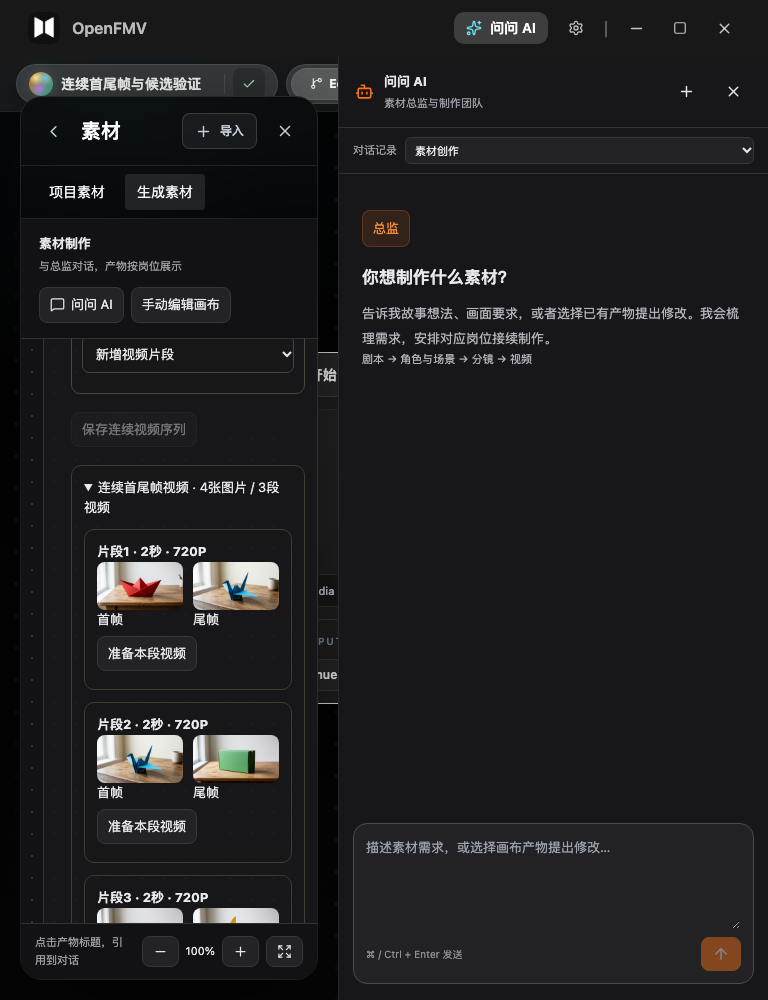 OpenFMV
问问 AI
连续首尾帧与候选验证
素材
导入
项目素材
生成素材
素材制作
与总监对话，产物按岗位展示
问问 AI
手动编辑画布
新增视频片段
保存连续视频序列
▼ 连续首尾帧视频 · 4张图片 / 3段
视频
片段1 · 2秒 · 720P
首帧
尾帧
准备本段视频
片段2 · 2秒 · 720P
首帧
尾帧
准备本段视频
片段3 · 2秒 · 720P
点击产物标题，引
用到对话
100%
开始
dia
PUT
nue
问问 AI
素材总监与制作团队
对话记录
素材创作
总监
你想制作什么素材?
告诉我故事想法、画面要求，或者选择已有产物提出修改。我会梳
理需求，安排对应岗位接续制作。
剧本 → 角色与场景 → 分镜 → 视频
描述素材需求，或选择画布产物提出修改...
⌘ / Ctrl + Enter 发送